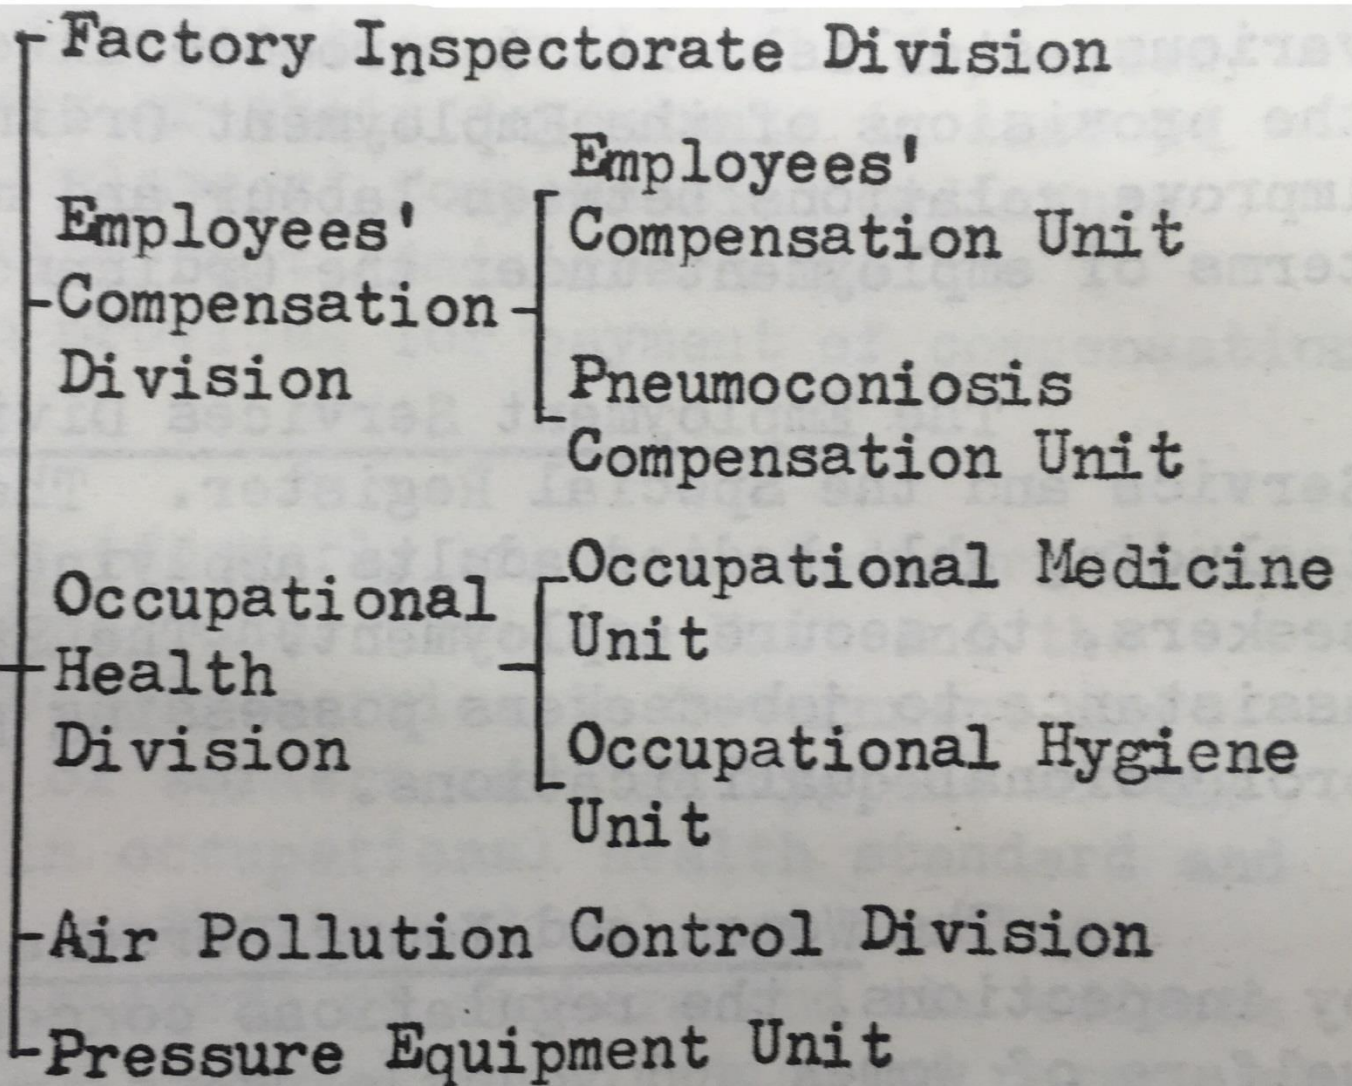 Factory Inspectorate Division
Employees'
Compensation
Division
Employees'
Compensation Unit
Pneumoconiosis
Compensation Unit
Occupational
Health
Division
Occupational Medicine
Unit
Occupational Hygiene
Unit
Air Pollution Control Division
Pressure Equipment Unit